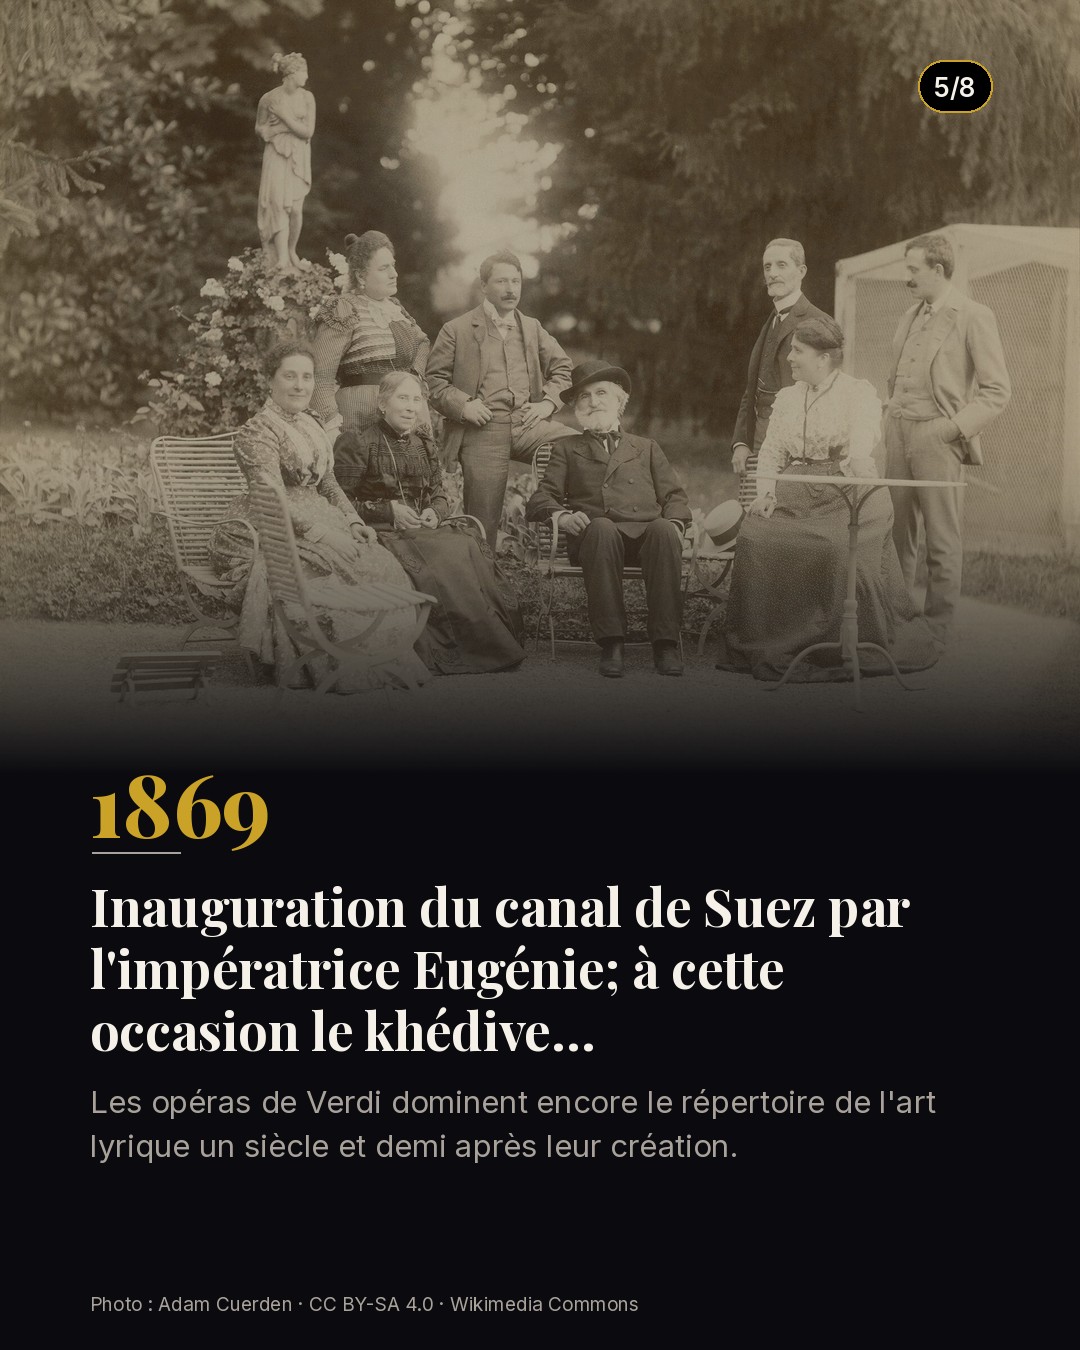 5/8
1869
Inauguration du canal de Suez par
l'impératrice Eugénie; à cette
occasion le khédive...
Les opéras de Verdi dominent encore le répertoire de l'art
lyrique un siècle et demi après leur création.
Photo : Adam Cuerden · CC BY-SA 4.0 · Wikimedia Commons